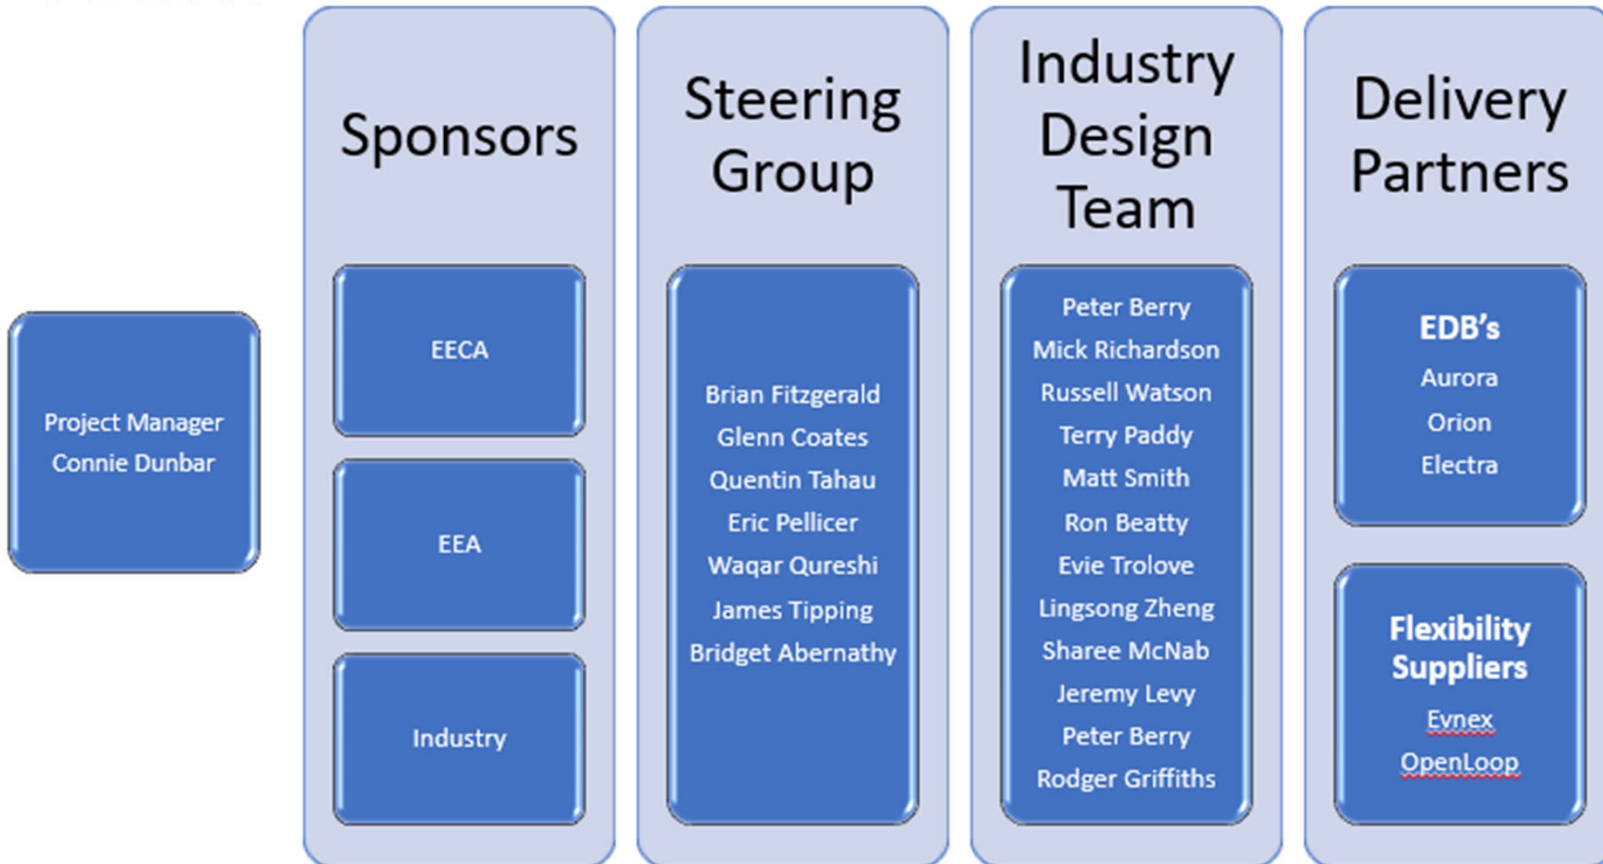 Project Manager
Connie Dunbar
Sponsors
EECA
EEA
Industry
Steering
Group
Brian Fitzgerald
Glenn Coates
Quentin Tahau
Eric Pellicer
Waqar Qureshi
James Tipping
Bridget Abernathy
Industry
Design
Team
Peter Berry
Mick Richardson
Russell Watson
Terry Paddy
Matt Smith
Ron Beatty
Evie Trolove
Lingsong Zheng
Sharee McNab
Jeremy Levy
Peter Berry
Rodger Griffiths
Delivery
Partners
EDB’s
Aurora
Orion
Electra
Flexibility
Suppliers
Evnex
OpenLoop